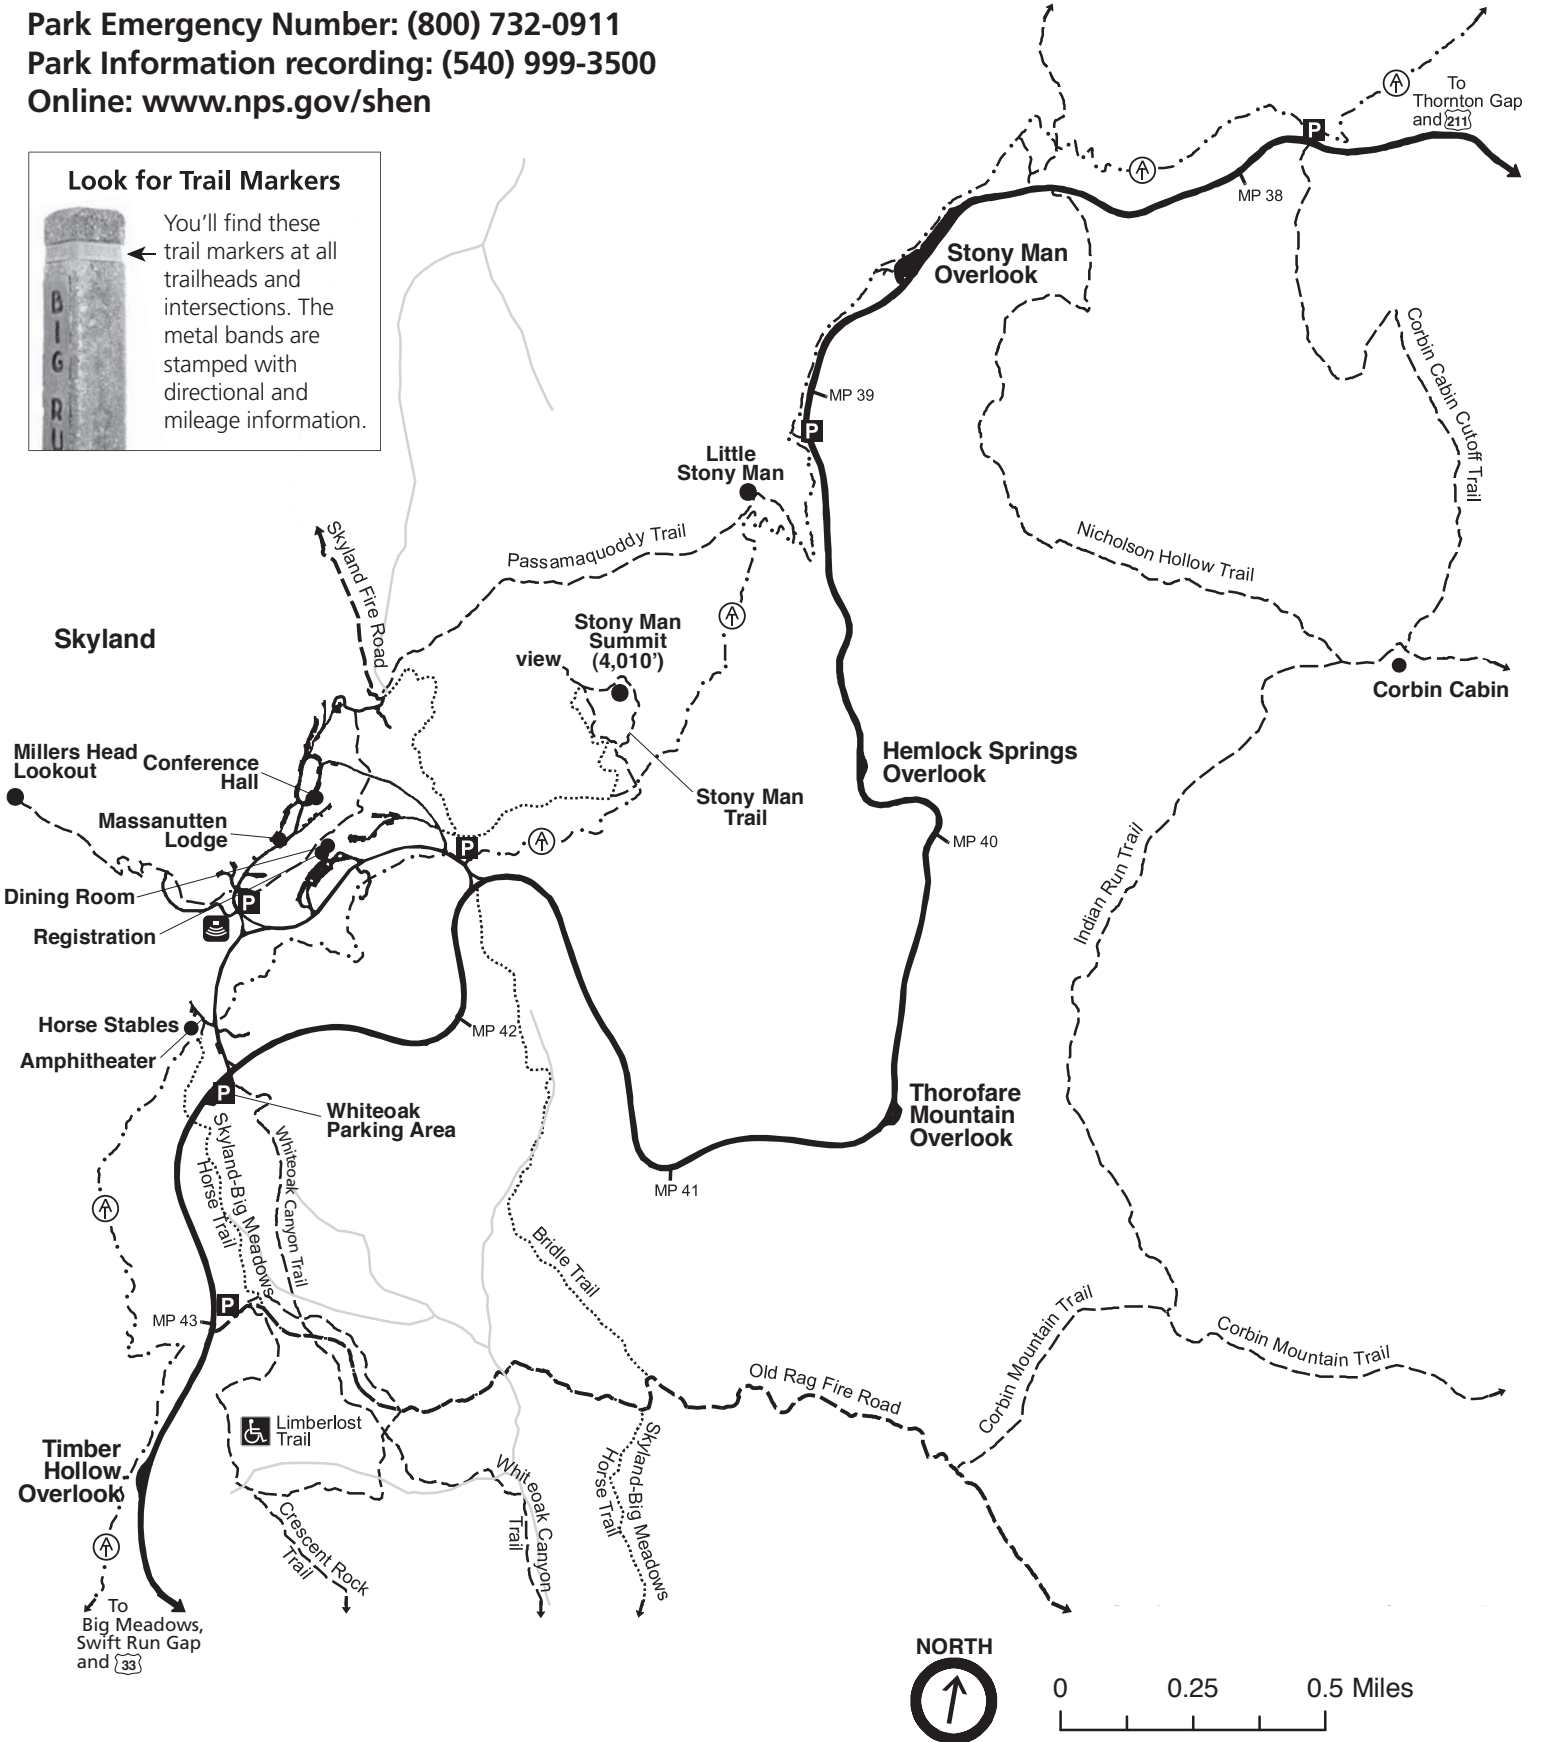 Park Emergency Number: (800) 732-0911
Park Information recording: (540) 999-3500
Online: www.nps.gov/shen
Look for Trail Markers
You’ll find these
trail markers at all
trailheads and
intersections. The
metal bands are
stamped with
directional and
mileage information.
BIG RU
To
Thornton Gap
and 211
P
MP 38
Stony Man
Overlook
Corbin Cabin Cutoff Trail
MP 39
P
Little
Stony Man
Skyland Fire Road
Passamaquoddy Trail
Nicholson Hollow Trail
Skyland
Stony Man
Summit
(4,010’)
view
Corbin Cabin
Millers Head
Lookout
Conference
Hall
Hemlock Springs
Overlook
Stony Man
Trail
Massanutten
Lodge
MP 40
P
Indian Run Trail
Dining Room
P
Registration
Horse Stables
MP 42
Amphitheater
P
Whiteoak
Parking Area
Thorofare
Mountain
Overlook
Skyland-Big Meadows
Horse Trail
Whiteoak Canyon Trail
MP 41
Bridle Trail
P
MP 43
Corbin Mountain Trail
Corbin Mountain Trail
Old Rag Fire Road
Limberlost
Trail
Timber
Hollow
Overlook
Whiteoak Canyon
Trail
Skyland-Big Meadows
Horse Trail
Crescent Rock
Trail
To
Big Meadows,
Swift Run Gap
and 33
NORTH
0 0.25 0.5 Miles